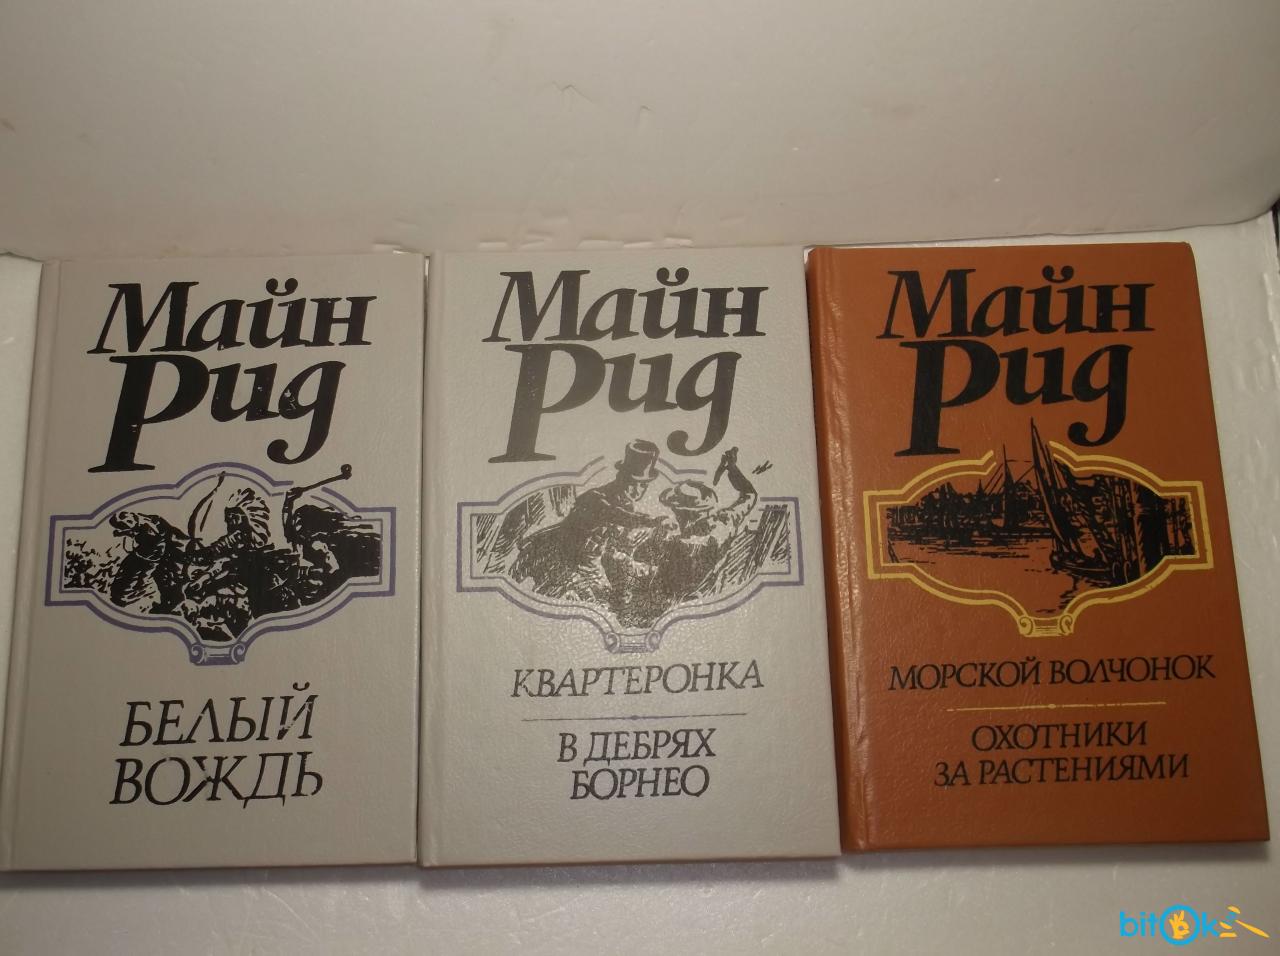 Майн
Рид
БЕЛЫЙ
ВОЖДЬ
Майн
Рид
КВАРТЕРОНКА
В ДЕБРЯХ
БОРНЕО
Майн
Рид
МОРСКОЙ ВОЛЧОНОК
ОХОТНИКИ
ЗА РАСТЕНИЯМИ
bitOk